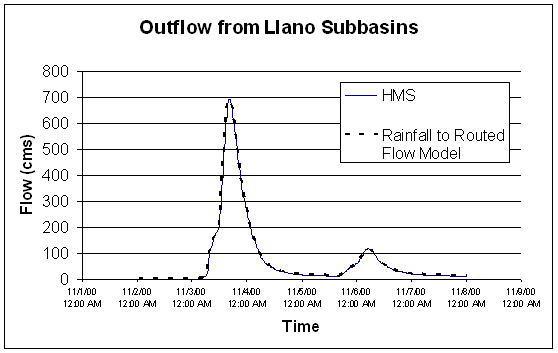 Outflow from Llano Subbasins
800
700
600
500
400
300
200
100
0
Flow (cms)
HMS
Rainfall to Routed
Flow Model
11/1/00 11/2/00 11/3/00 11/4/00 11/5/00 11/6/00 11/7/00 11/8/00 11/9/00
12:00 AM 12:00 AM 12:00 AM 12:00 AM 12:00 AM 12:00 AM 12:00 AM 12:00 AM 12:00 AM
Time